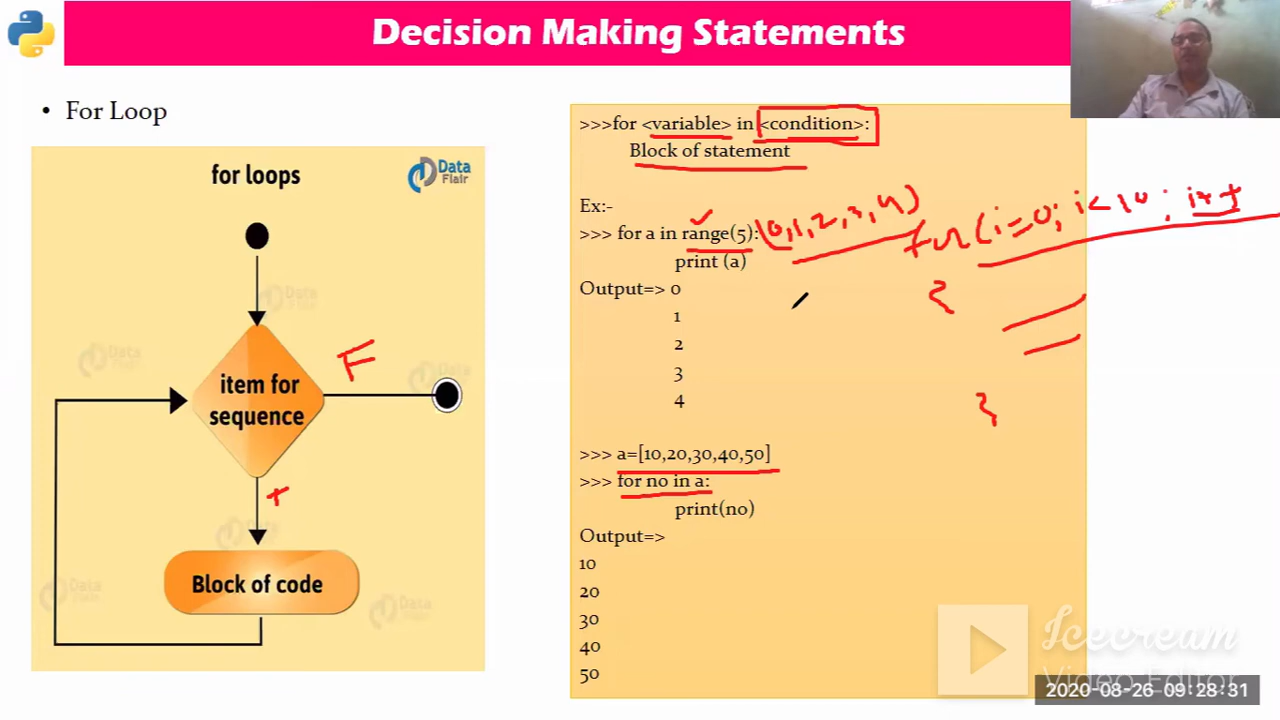 Decision Making Statements
• For Loop
for loops
Data
Flair
item for
sequence
F
T
Block of code
>>>for <variable> in <condition>:
Block of statement
Ex:-
>>> for a in range(5): (0,1,2,3,4)
for(i=0; i<10; i++
{
}
print (a)
Output=> 0
1
2
3
4
>>> a=[10,20,30,40,50]
>>> for no in a:
print(no)
Output=>
10
20
30
40
50
Icecream
Video Editor
2020-08-26 09:28:31